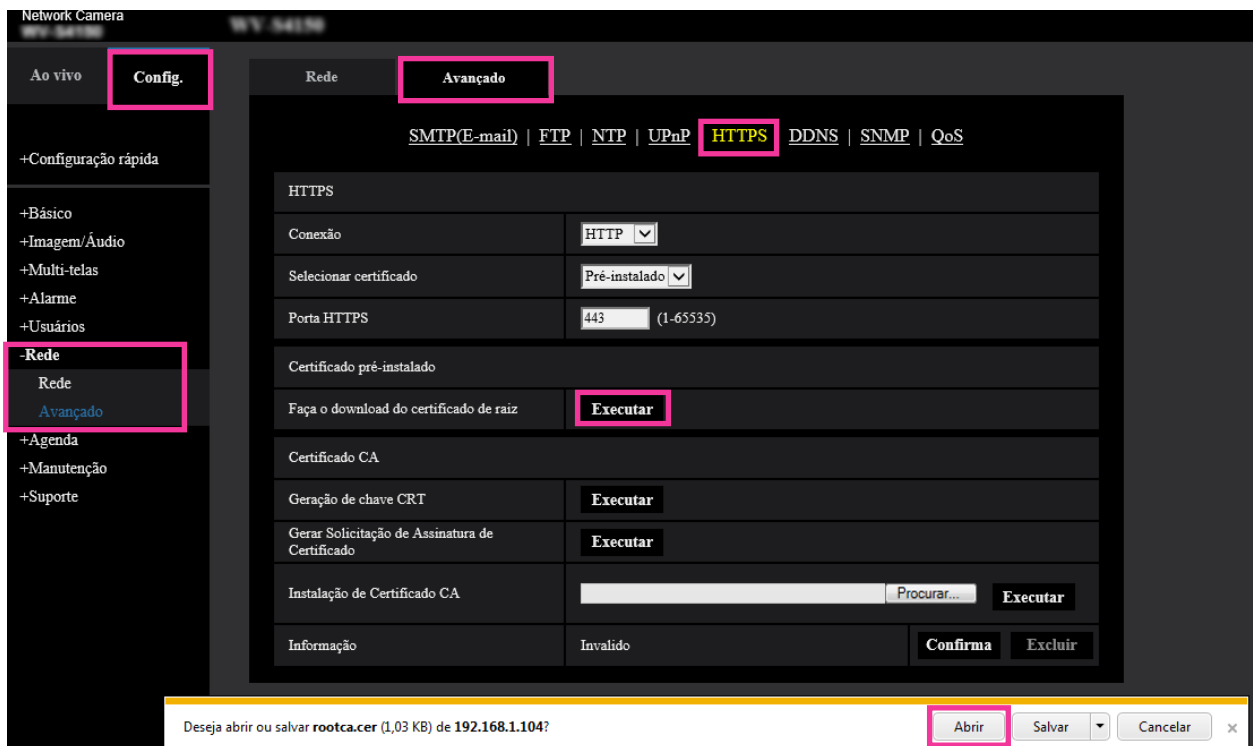 Network Camera
WV-S4150
WV-S4150
Ao vivo
Config.
Rede
Avançado
SMTP(E-mail) | FTP | NTP | UPnP | HTTPS DDNS | SNMP | QoS
+Configuração rápida
+Básico
+Imagem/Áudio
+Multi-telas
+Alarme
+Usuários
-Rede
Rede
Avançado
+Agenda
+Manutenção
+Suporte
HTTPS
Conexão
HTTP
Selecionar certificado
Pré-instalado
Porta HTTPS
443 (1-65535)
Certificado pré-instalado
Faça o download do certificado de raiz
Executar
Certificado CA
Geração de chave CRT
Executar
Gerar Solicitação de Assinatura de
Certificado
Executar
Instalação de Certificado CA
Procurar...
Executar
Informação
Invalido
Confirma
Excluir
Deseja abrir ou salvar rootca.cer (1,03 KB) de 192.168.1.104?
Abrir
Salvar
Cancelar